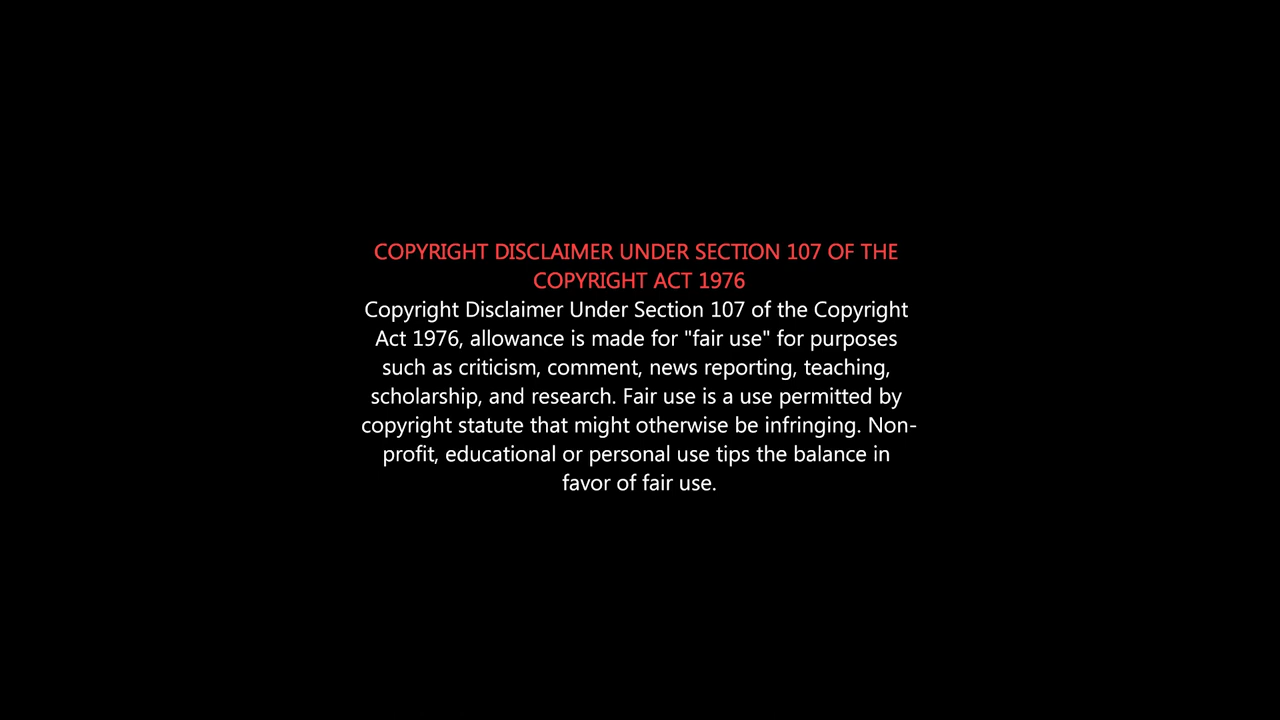 COPYRIGHT DISCLAIMER UNDER SECTION 107 OF THE
COPYRIGHT ACT 1976
Copyright Disclaimer Under Section 107 of the Copyright
Act 1976, allowance is made for "fair use" for purposes
such as criticism, comment, news reporting, teaching,
scholarship, and research. Fair use is a use permitted by
copyright statute that might otherwise be infringing. Non-
profit, educational or personal use tips the balance in
favor of fair use.